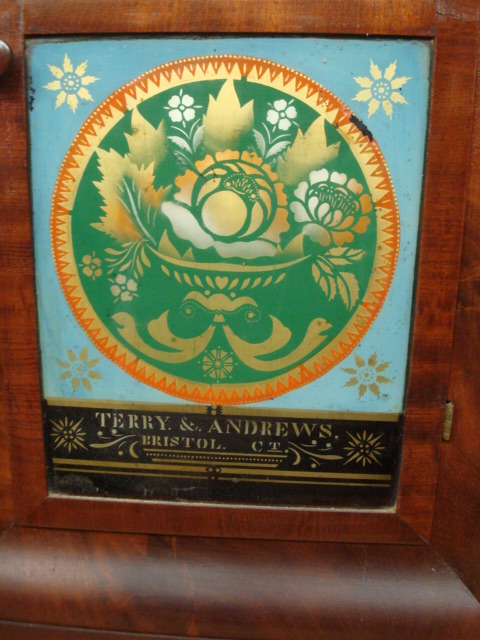 TERRY. &. ANDREWS.
BRISTOL. CT.